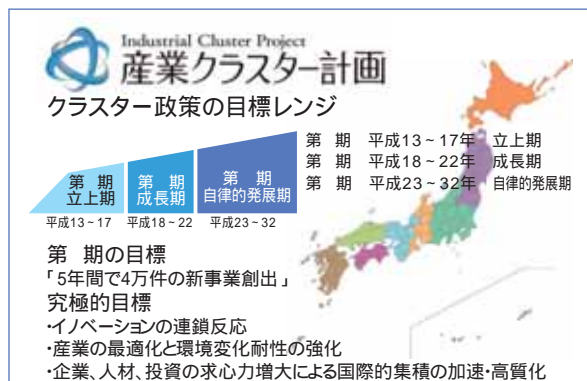 Industrial Cluster Project
産業クラスター計画
クラスター政策の目標レンジ
第 期
立上期
平成13~17
第 期
成長期
平成18~22
第 期
自律的発展期
平成23~32
第 期 平成13~17年 立上期
第 期 平成18~22年 成長期
第 期 平成23~32年 自律的発展期
第 期の目標
「5年間で4万件の新事業創出」
究極的目標
・イノベーションの連鎖反応
・産業の最適化と環境変化耐性の強化
・企業、人材、投資の求心力増大による国際的集積の加速・高質化